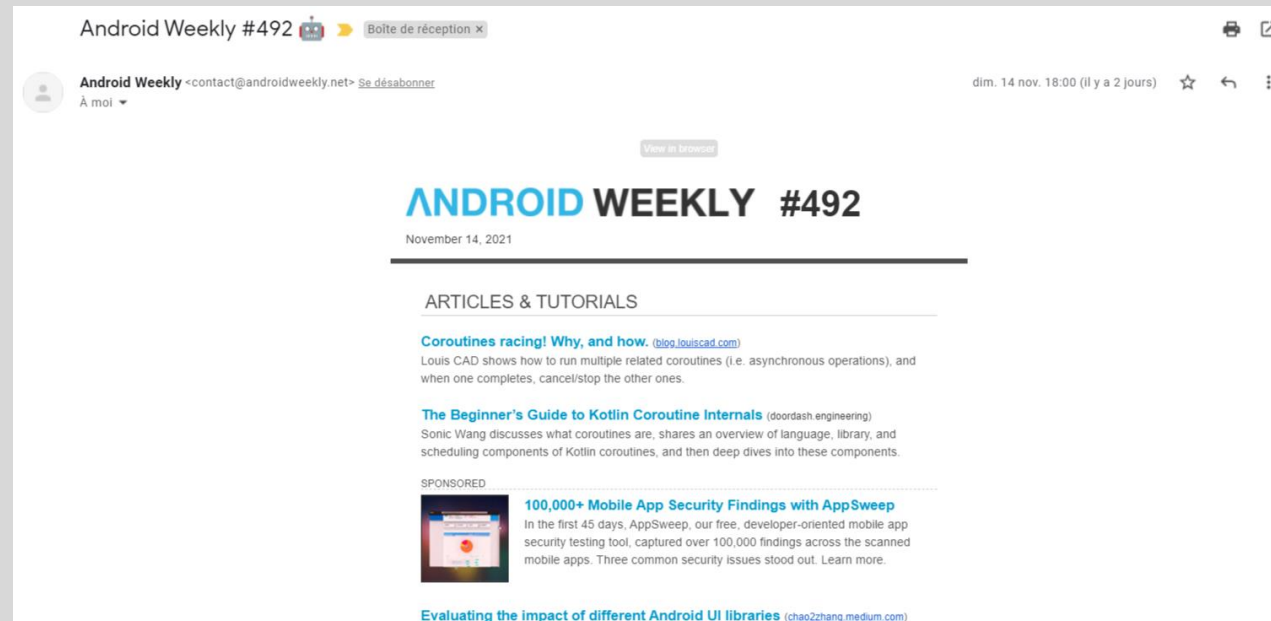 Android Weekly #492 🤖 Boîte de réception ×
Android Weekly <contact@androidweekly.net> Se désabonner
dim. 14 nov. 18:00 (il y a 2 jours)
À moi
View in browser
ANDROID WEEKLY #492
November 14, 2021
ARTICLES & TUTORIALS
Coroutines racing! Why, and how. (blog.louiscad.com)
Louis CAD shows how to run multiple related coroutines (i.e. asynchronous operations), and
when one completes, cancel/stop the other ones.
The Beginner's Guide to Kotlin Coroutine Internals (doordash.engineering)
Sonic Wang discusses what coroutines are, shares an overview of language, library, and
scheduling components of Kotlin coroutines, and then deep dives into these components.
SPONSORED
100,000+ Mobile App Security Findings with AppSweep
In the first 45 days, AppSweep, our free, developer-oriented mobile app
security testing tool, captured over 100,000 findings across the scanned
mobile apps. Three common security issues stood out. Learn more.
Evaluating the impact of different Android UI libraries (chao2zhang.medium.com)